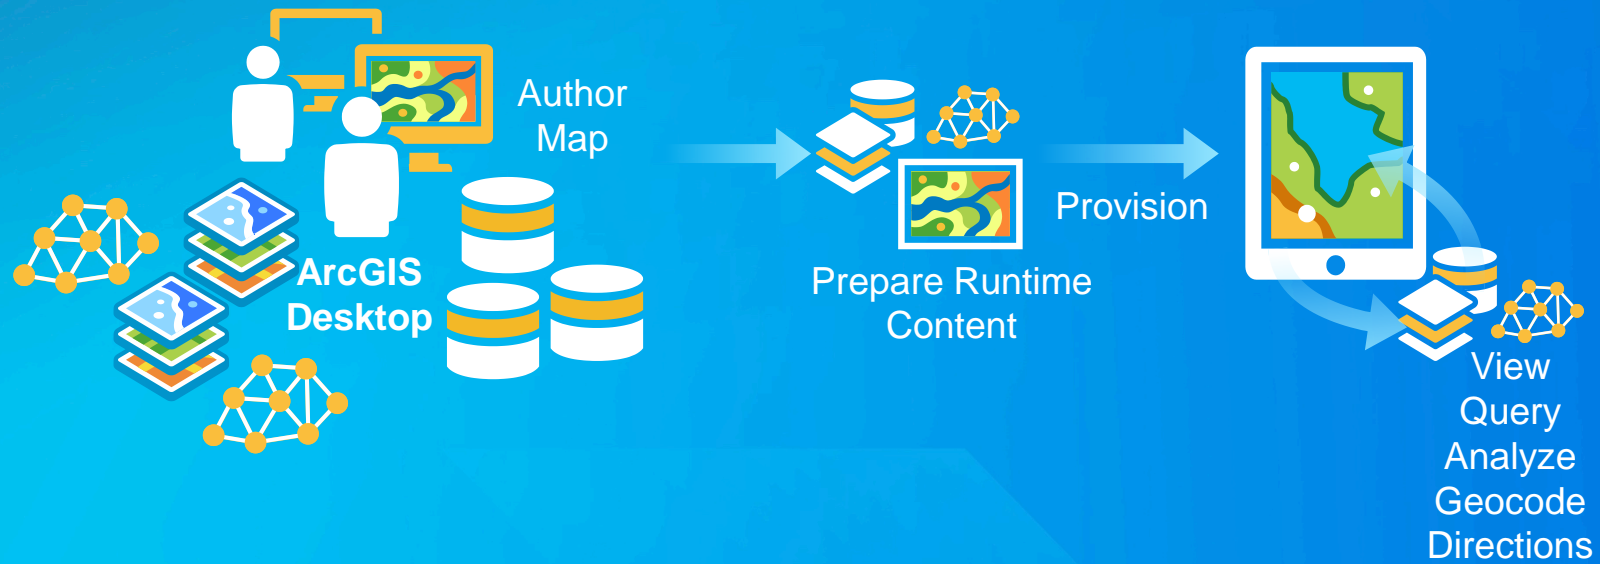 Author
Map
ArcGIS
Desktop
Prepare Runtime
Content
Provision
View
Query
Analyze
Geocode
Directions